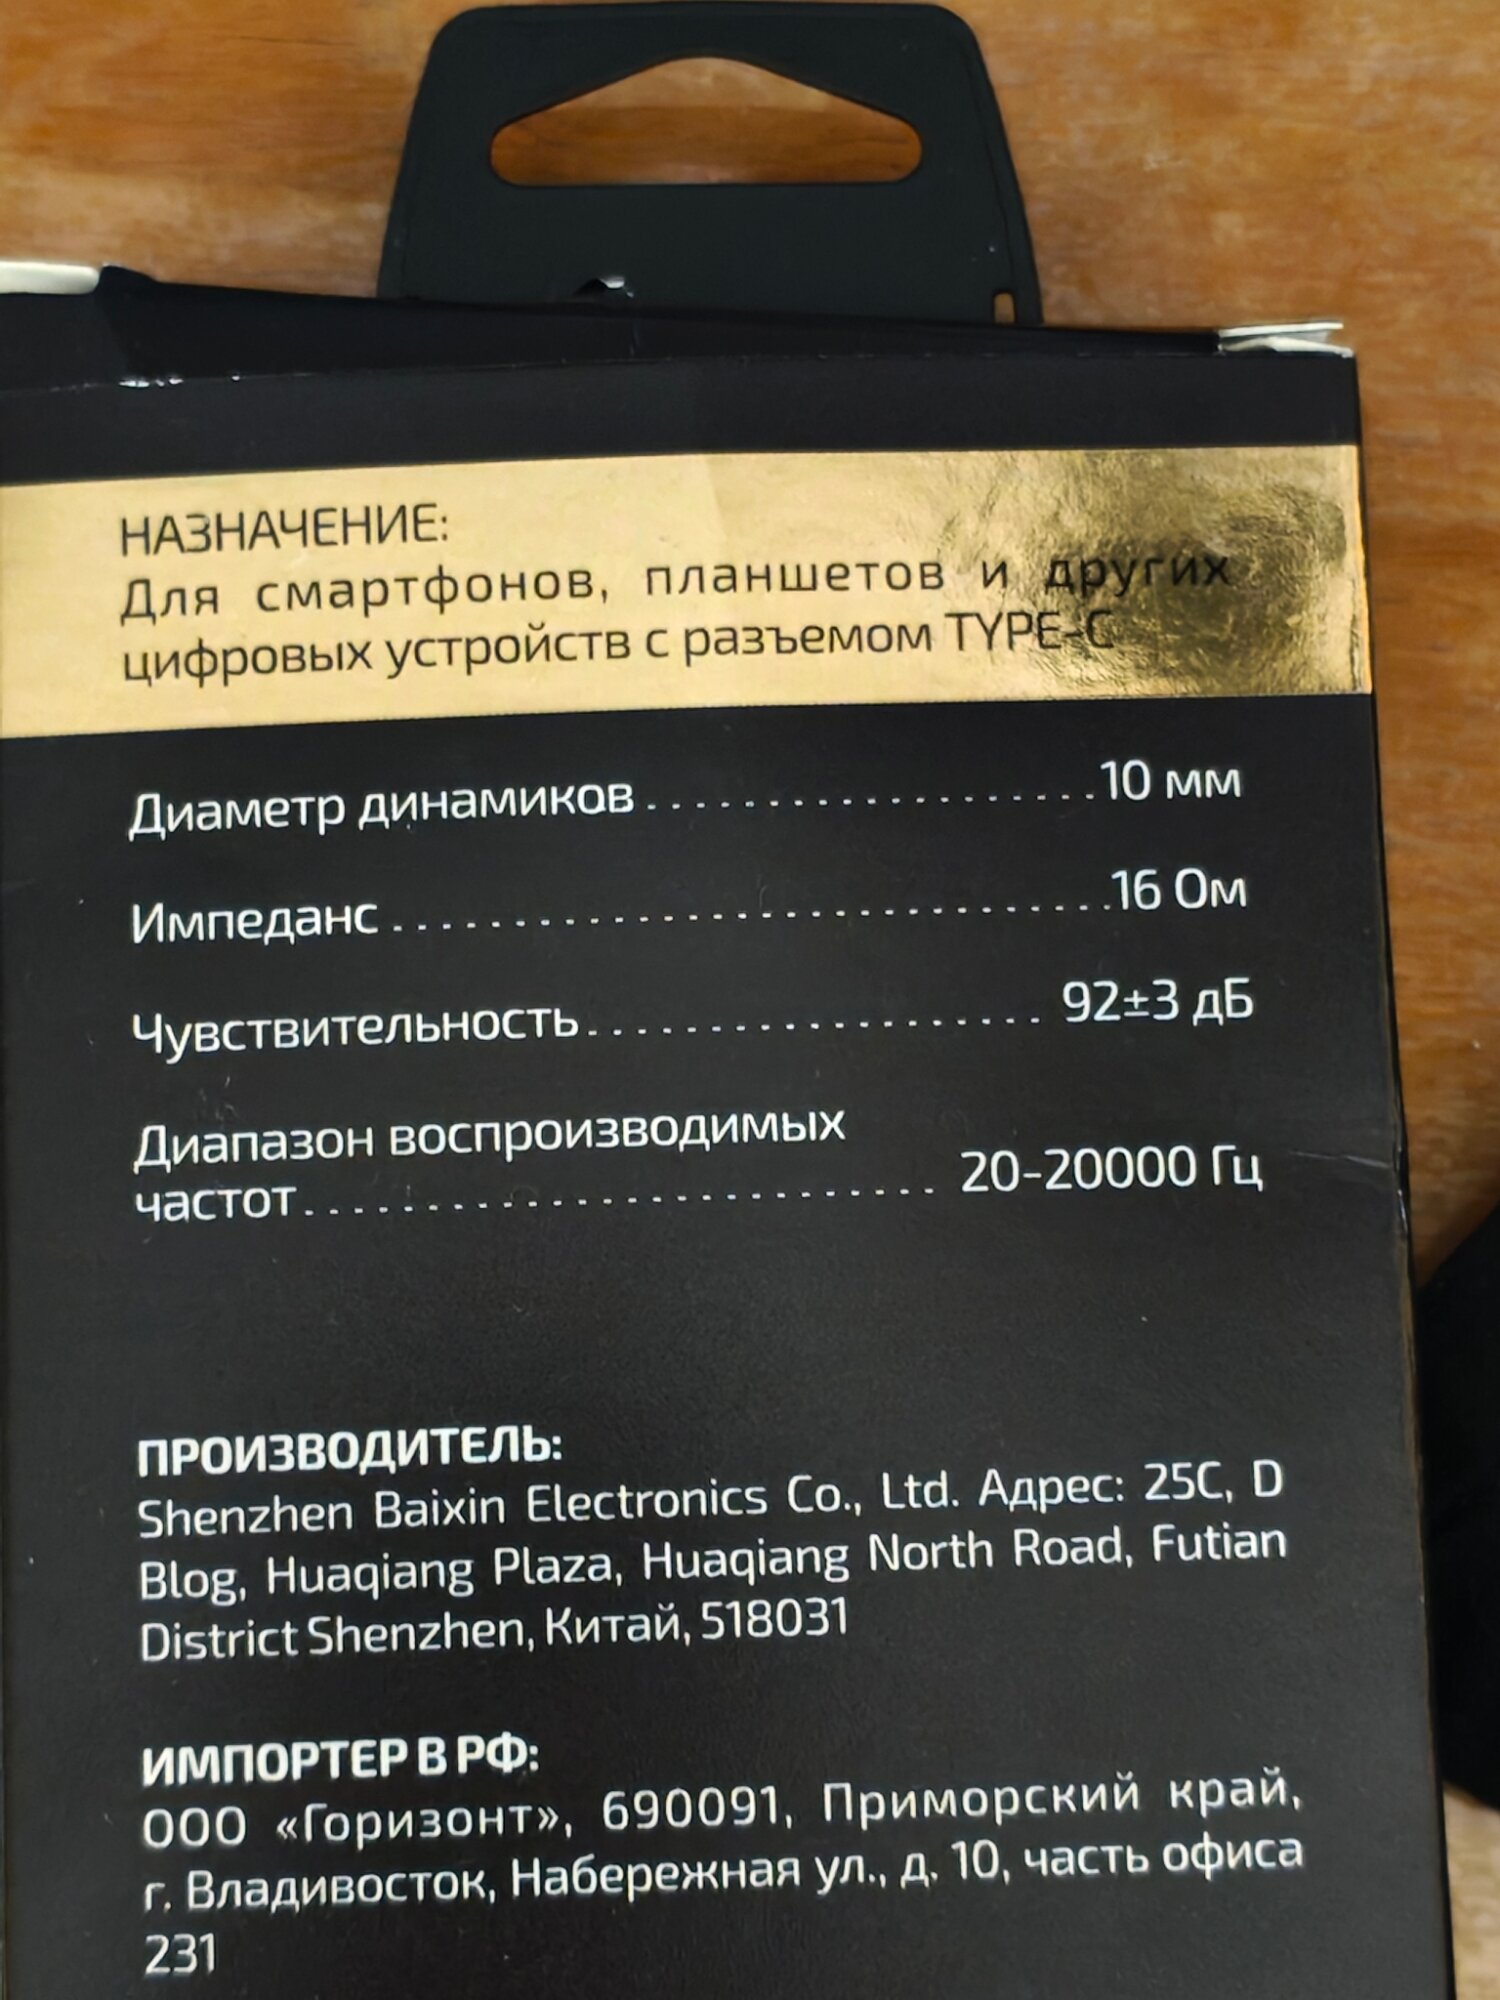 НАЗНАЧЕНИЕ:
Для смартфонов, планшетов и других
цифровых устройств с разъемом TYPE-C
Диаметр динамиков....................10 мм
Импеданс..............................16 Ом
Чувствительность................... 92±3 дБ
Диапазон воспроизводимых
частот.......................... 20-20000 Гц
ПРОИЗВОДИТЕЛЬ:
Shenzhen Baixin Electronics Co., Ltd. Адрес: 25C, D
Blog, Huaqiang Plaza, Huaqiang North Road, Futian
District Shenzhen, Китай, 518031
ИМПОРТЕР В РФ:
ООО «Горизонт», 690091, Приморский край,
г. Владивосток, Набережная ул., д. 10, часть офиса
231